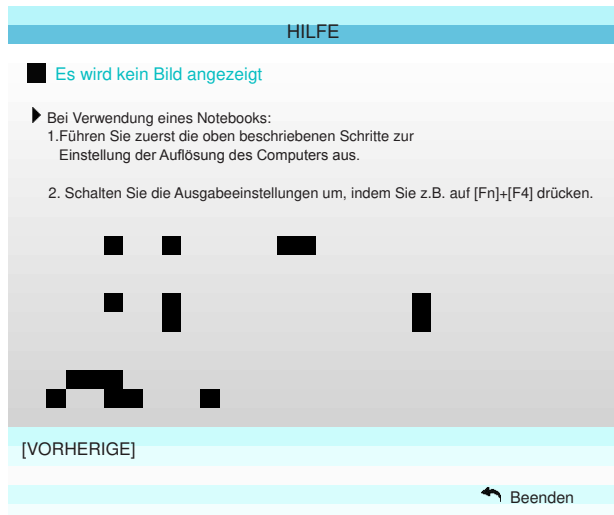 HILFE
Es wird kein Bild angezeigt
Bei Verwendung eines Notebooks:
1.Führen Sie zuerst die oben beschriebenen Schritte zur
Einstellung der Auflösung des Computers aus.
2. Schalten Sie die Ausgabeeinstellungen um, indem Sie z.B. auf [Fn]+[F4] drücken.
[VORHERIGE]
Beenden